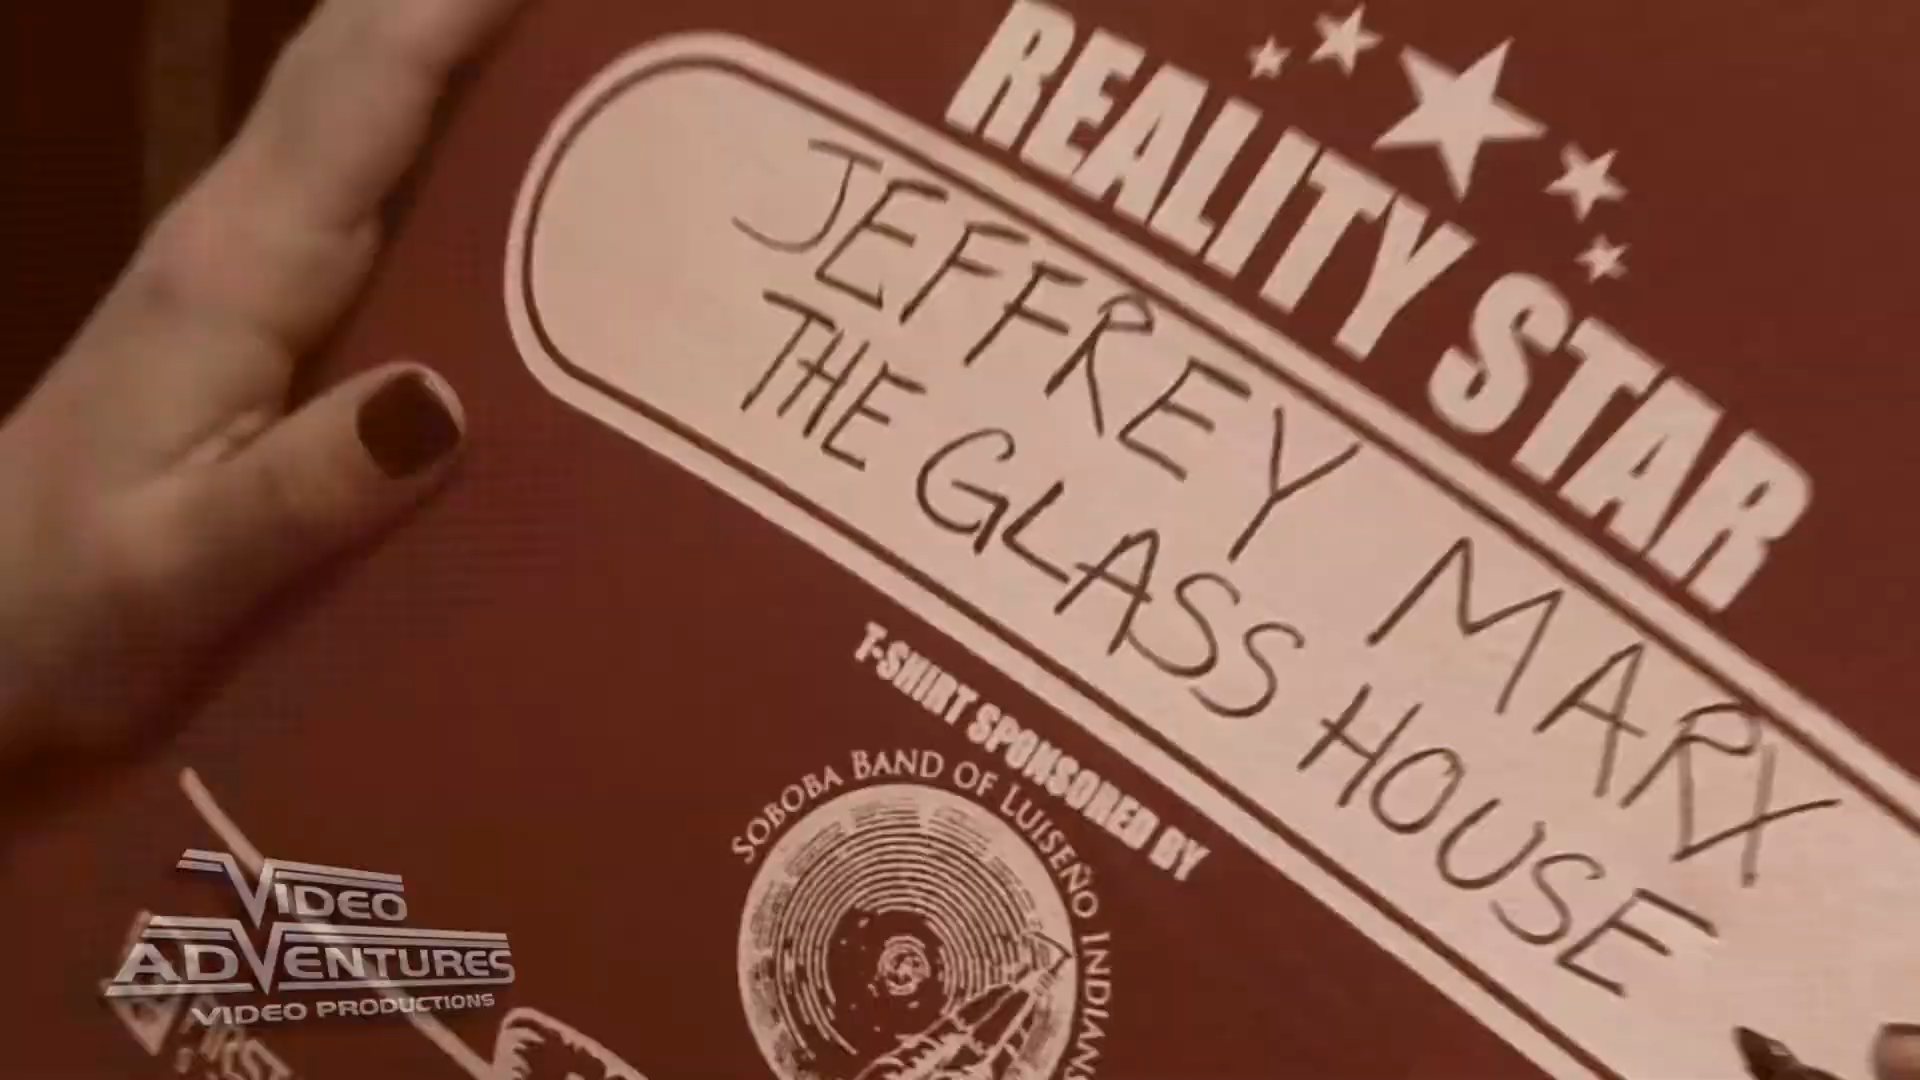 REALITY STAR
JEFFREY MARX
THE GLASS HOUSE
T-SHIRT SPONSORED BY
SOBOBA BAND OF LUISEÑO INDIANS
VIDEO
ADVENTURES
VIDEO PRODUCTIONS